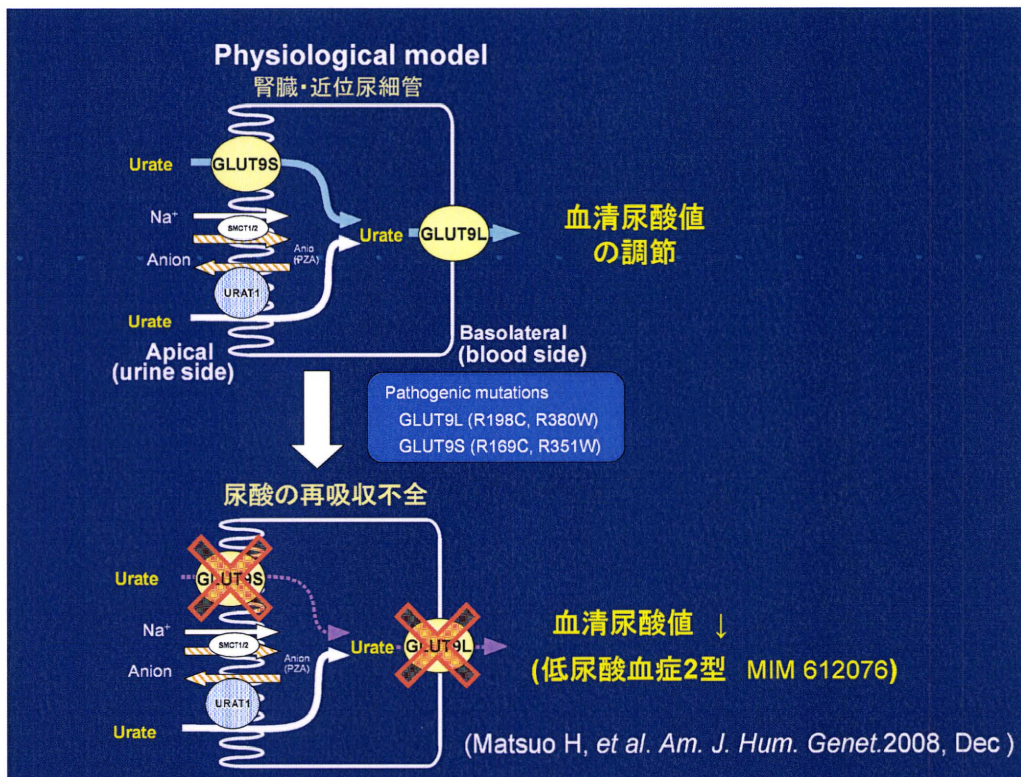 Physiological model
腎臓・近位尿細管
Urate
GLUT9S
Na⁺
SMCT1/2
Anion
Anio
(PZA)
URAT1
Urate
Urate
GLUT9L
血清尿酸値
の調節
Apical
(urine side)
Basolateral
(blood side)
Pathogenic mutations
GLUT9L (R198C, R380W)
GLUT9S (R169C, R351W)
尿酸の再吸収不全
Urate
GLUT9S
Na⁺
SMCT1/2
Anion
Anion
(PZA)
URAT1
Urate
Urate
GLUT9L
血清尿酸値 ↓
(低尿酸血症2型 MIM 612076)
(Matsuo H, et al. Am. J. Hum. Genet.2008, Dec )